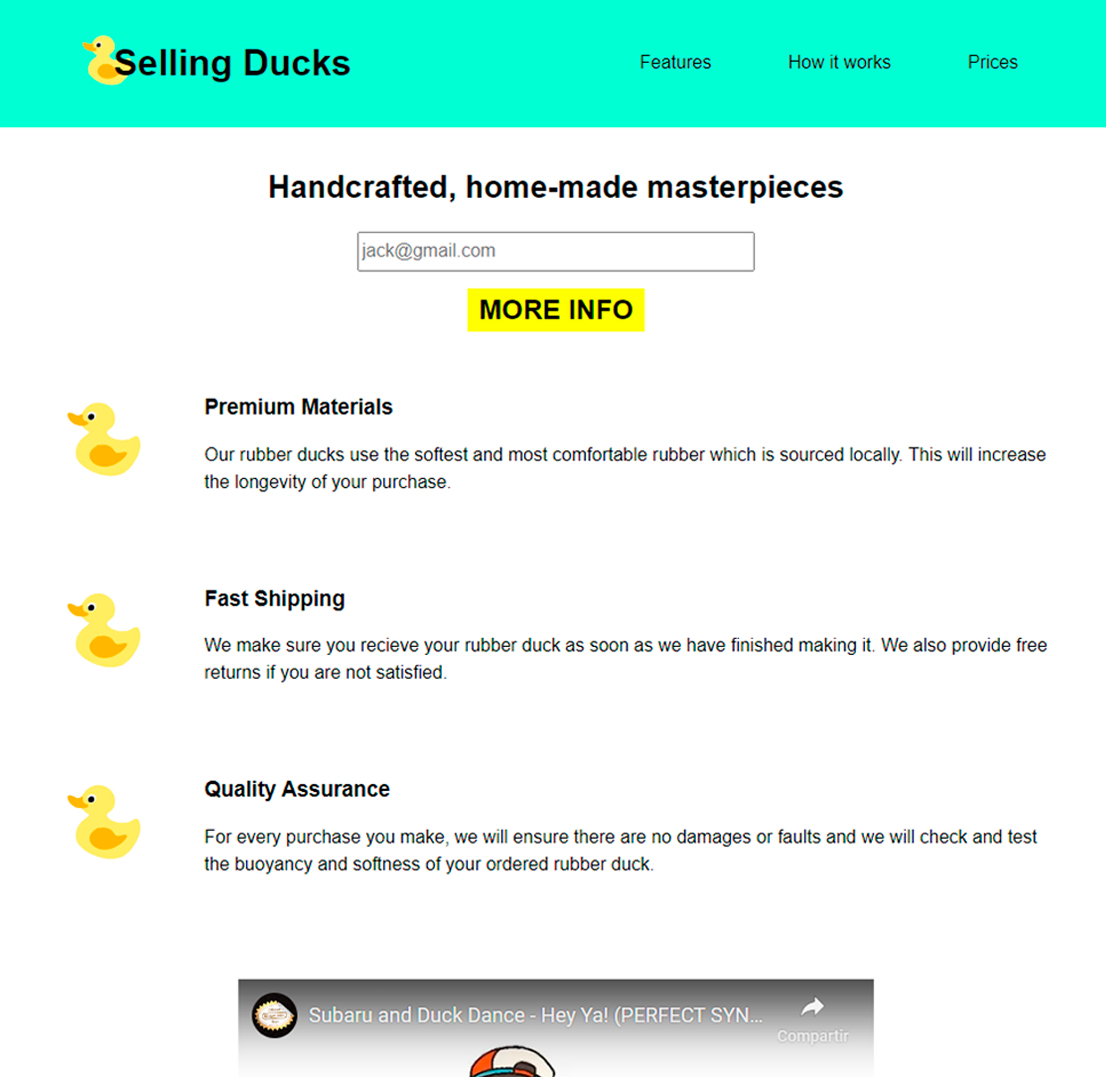 Selling Ducks
Features
How it works
Prices
Handcrafted, home-made masterpieces
jack@gmail.com
MORE INFO
Premium Materials
Our rubber ducks use the softest and most comfortable rubber which is sourced locally. This will increase
the longevity of your purchase.
Fast Shipping
We make sure you recieve your rubber duck as soon as we have finished making it. We also provide free
returns if you are not satisfied.
Quality Assurance
For every purchase you make, we will ensure there are no damages or faults and we will check and test
the buoyancy and softness of your ordered rubber duck.
Subaru and Duck Dance - Hey Ya! (PERFECT SYN...
Compartir